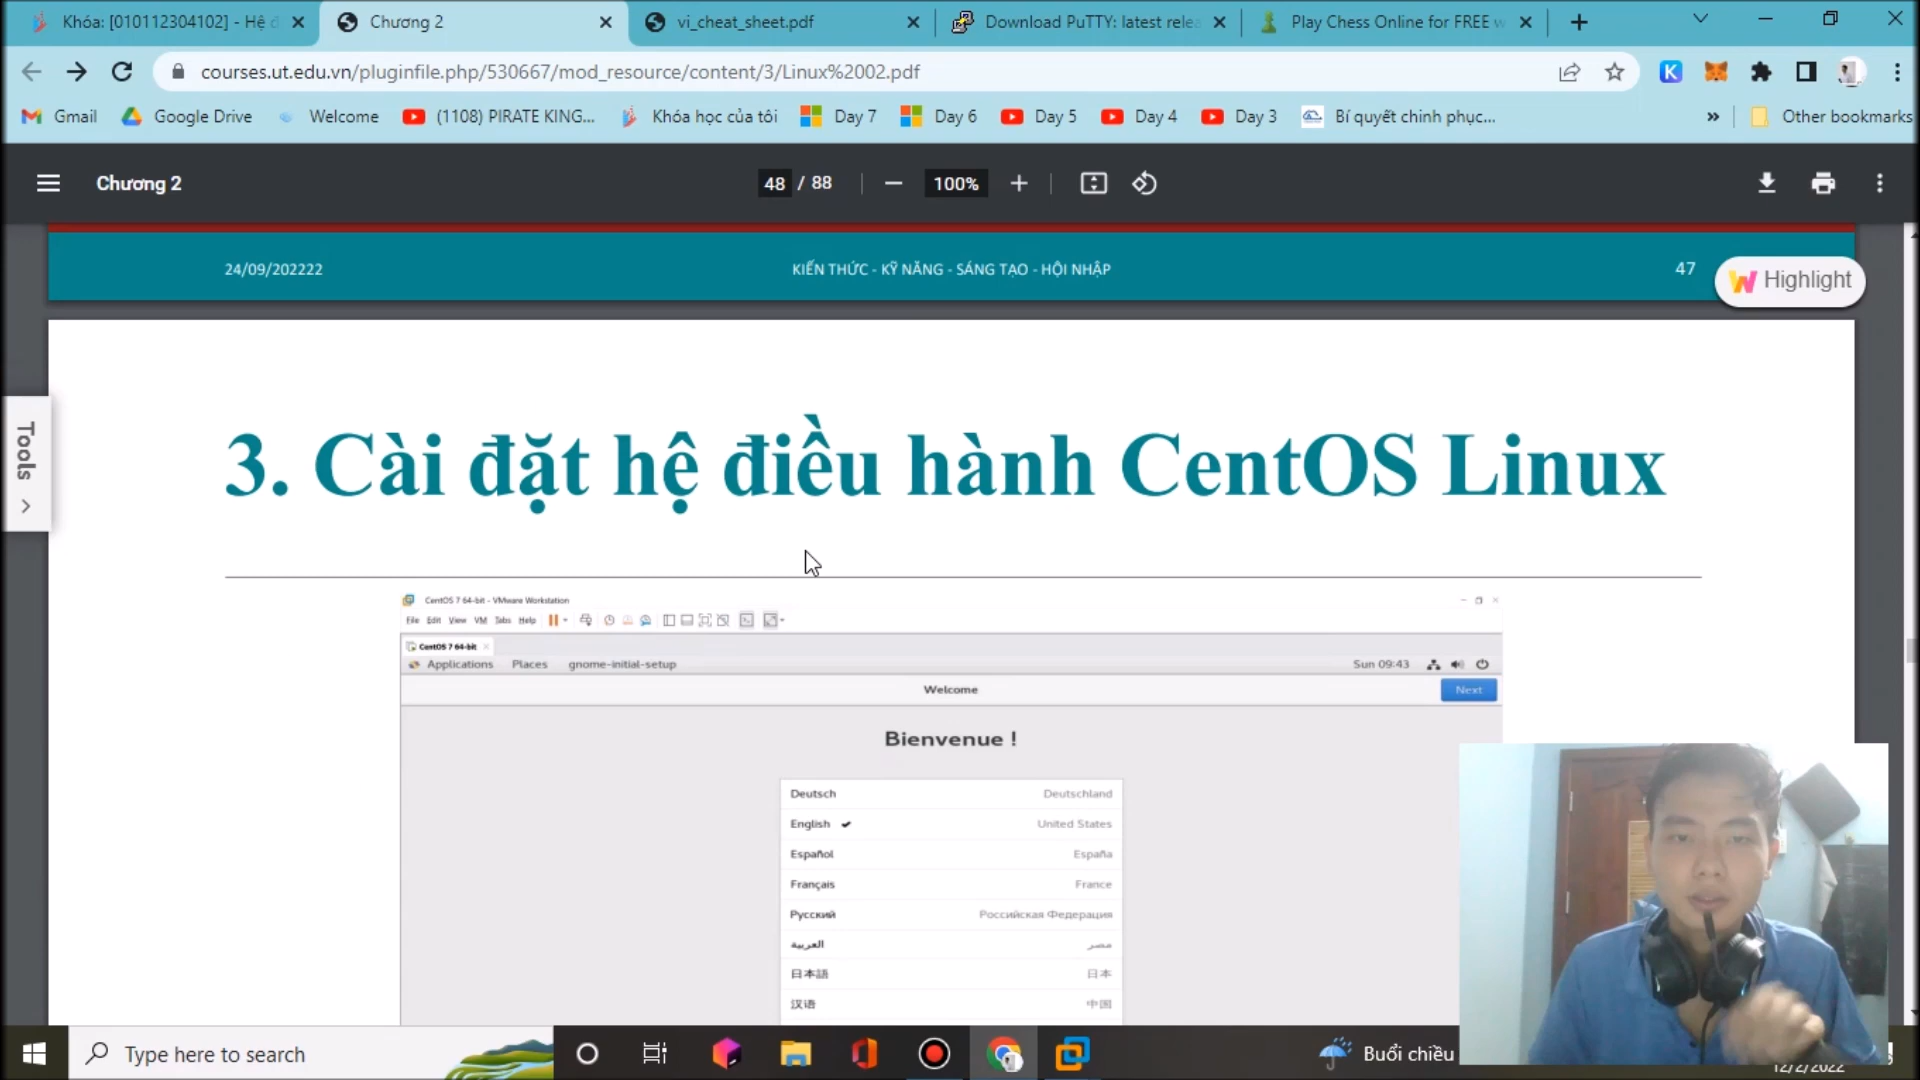 Khóa: [010112304102] - Hệ đ
Chương 2
vi_cheat_sheet.pdf
Download PuTTY: latest relea
Play Chess Online for FREE w
courses.ut.edu.vn/pluginfile.php/530667/mod_resource/content/3/Linux%2002.pdf
Gmail
Google Drive
Welcome
(1108) PIRATE KING...
Khóa học của tôi
Day 7
Day 6
Day 5
Day 4
Day 3
Bí quyết chinh phục...
»
Other bookmarks
Chương 2
48 / 88
100%
24/09/202222
KIẾN THỨC - KỸ NĂNG - SÁNG TẠO - HỘI NHẬP
47
Highlight
Tools
3. Cài đặt hệ điều hành CentOS Linux
CentOS 7 64-bit - VMware Workstation
File Edit View VM Tabs Help
CentOS 7 64-bit
Applications Places gnome-initial-setup
Sun 09:43
Welcome
Next
Bienvenue !
Deutsch Deutschland
English United States
Español España
Français France
Русский Российская Федерация
العربية مصر
日本語 日本
汉语 中国
Type here to search
Buổi chiều
12/2/2022